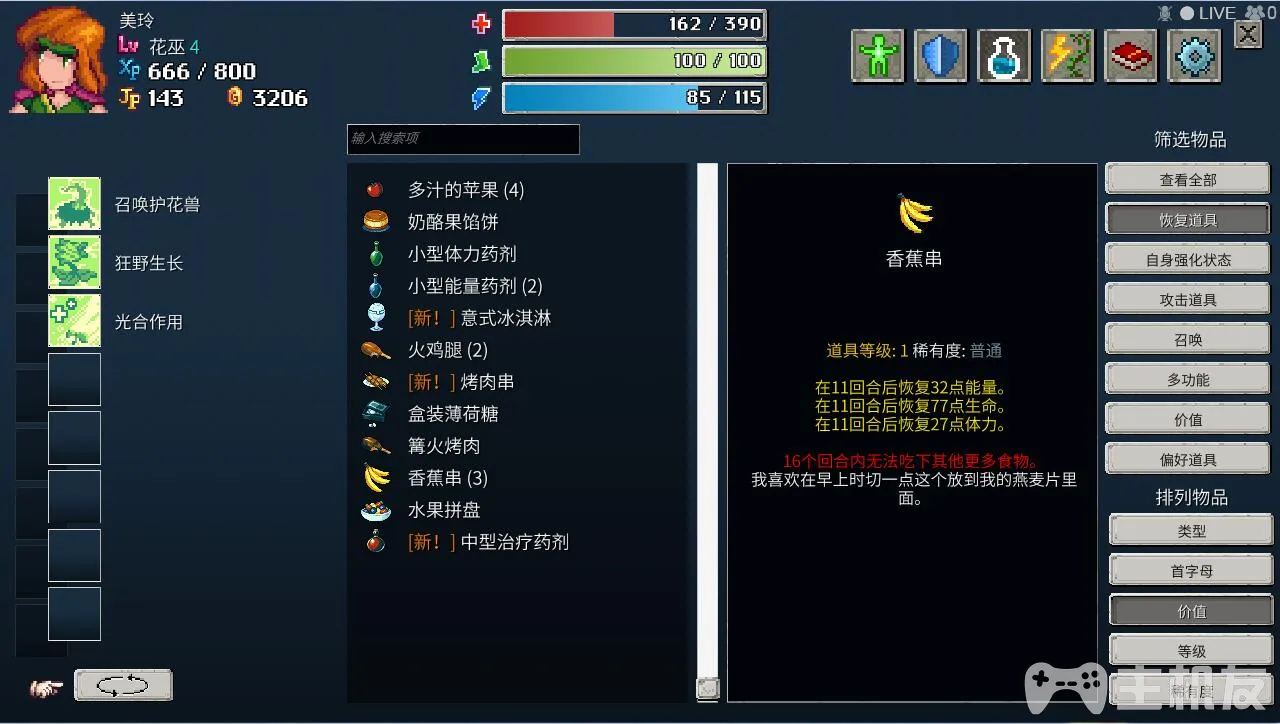 美玲
Lv 花巫 4
Xp 666 / 800
Jp 143 3206
162 / 390
100 / 100
85 / 115
LIVE 0
X
输入搜索项
召唤护花兽
狂野生长
光合作用
多汁的苹果 (4)
奶酪果馅饼
小型体力药剂
小型能量药剂 (2)
[新！] 意式冰淇淋
火鸡腿 (2)
[新！] 烤肉串
盒装薄荷糖
篝火烤肉
香蕉串 (3)
水果拼盘
[新！] 中型治疗药剂
香蕉串
道具等级: 1 稀有度: 普通
在11回合后恢复32点能量。
在11回合后恢复77点生命。
在11回合后恢复27点体力。
16个回合内无法吃下其他更多食物。
我喜欢在早上时切一点这个放到我的燕麦片里
面。
筛选物品
查看全部
恢复道具
自身强化状态
攻击道具
召唤
多功能
价值
偏好道具
排列物品
类型
首字母
价值
等级
稀有度
主机友